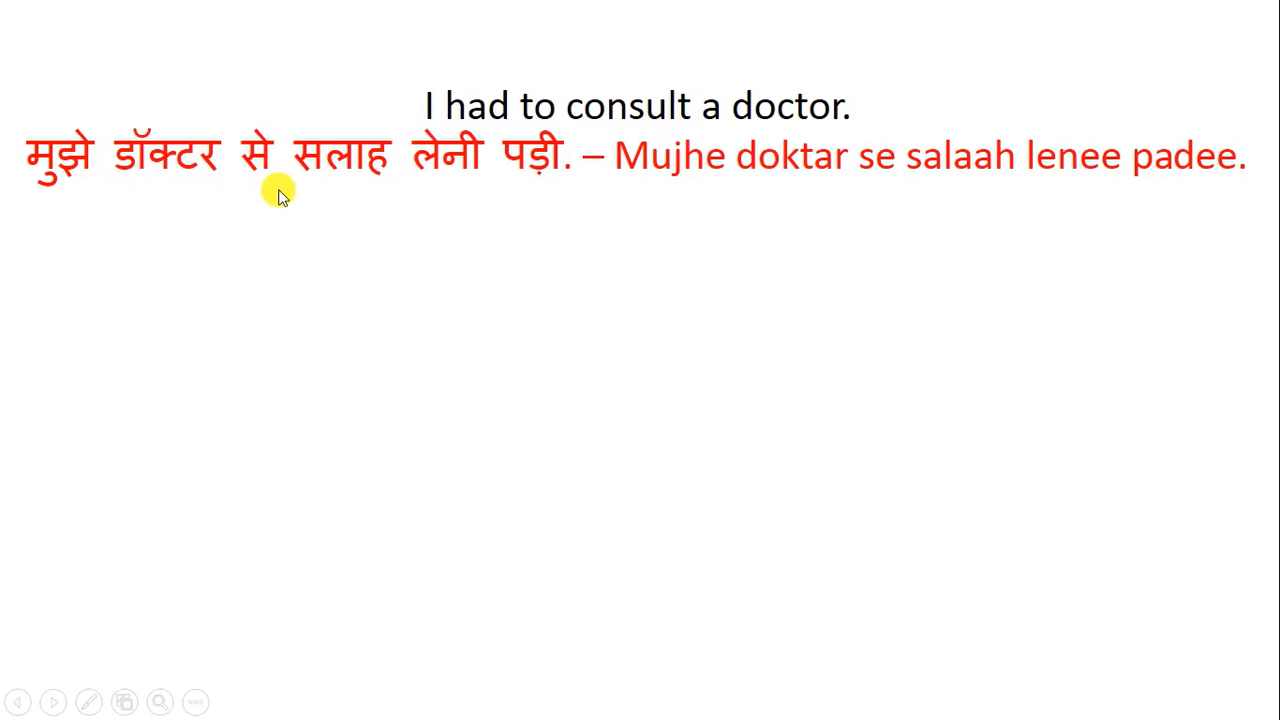 I had to consult a doctor.
मुझे डॉक्टर से सलाह लेनी पड़ी. – Mujhe doktar se salaah lenee padee.